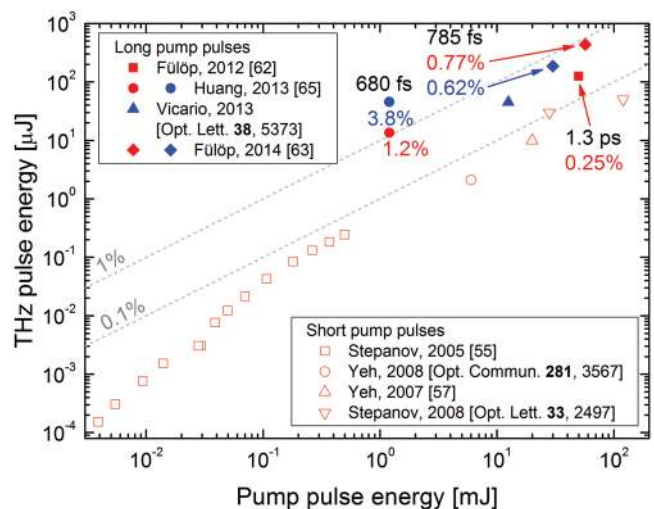 THz pulse energy [µJ]
10³
10²
10¹
10⁰
10⁻¹
10⁻²
10⁻³
10⁻⁴
Long pump pulses
Fülöp, 2012 [62]
Huang, 2013 [65]
Vicario, 2013
[Opt. Lett. 38, 5373]
Fülöp, 2014 [63]
785 fs
0.77%
0.62%
680 fs
3.8%
1.2%
1.3 ps
0.25%
1%
0.1%
Short pump pulses
Stepanov, 2005 [55]
Yeh, 2008 [Opt. Commun. 281, 3567]
Yeh, 2007 [57]
Stepanov, 2008 [Opt. Lett. 33, 2497]
10⁻² 10⁻¹ 10⁰ 10¹ 10²
Pump pulse energy [mJ]